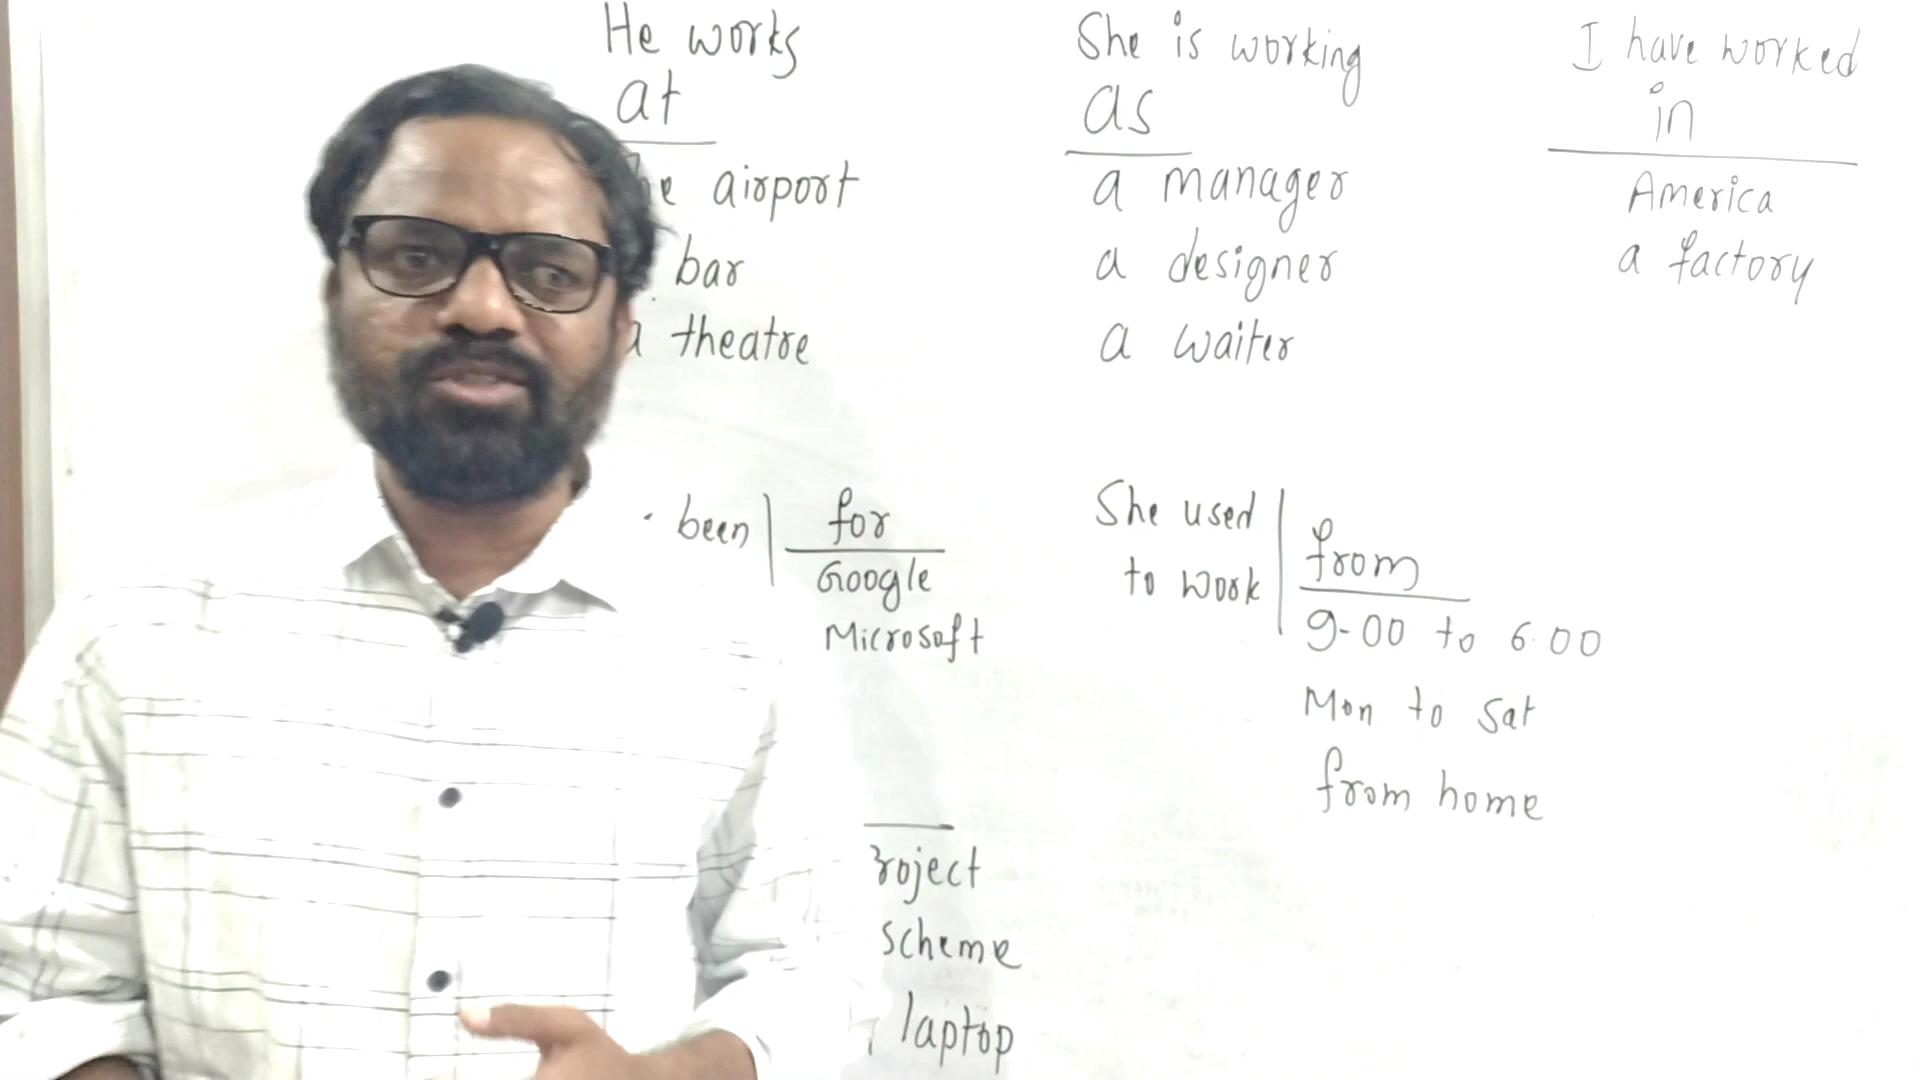 He works
at
airport
bar
theatre
She is working
as
a manager
a designer
a waiter
I have worked
in
America
a factory
been
for
Google
Microsoft
She used
to work
from
9-00 to 6.00
Mon to Sat
from home
scheme
laptop